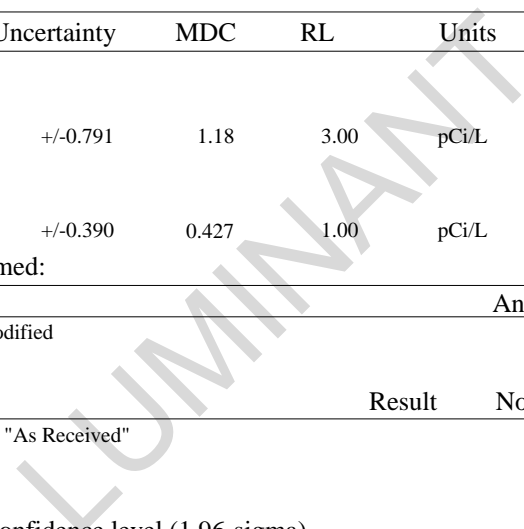 Uncertainty MDC RL Units
+/-0.791 1.18 3.00 pCi/L
+/-0.390 0.427 1.00 pCi/L
med:
An
odified
Result No
"As Received"
onfidence level (1.96-sigma)
LUMINANT